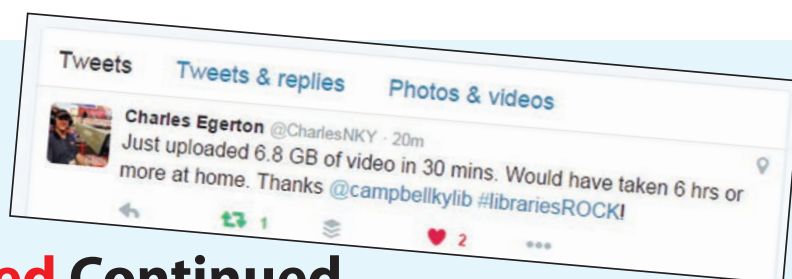 Tweets Tweets & replies Photos & videos
Charles Egerton @CharlesNKY · 20m
Just uploaded 6.8 GB of video in 30 mins. Would have taken 6 hrs or
more at home. Thanks @campbellkylib #librariesROCK!
1 2
ed Continued